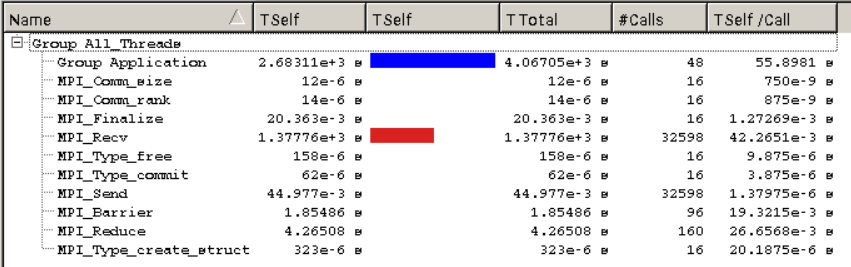 Name TSelf TSelf TTotal #Calls TSelf /Call
Group All_Threads
Group Application 2.68311e+3 s 4.06705e+3 s 48 55.8981 s
MPI_Comm_size 12e-6 s 12e-6 s 16 750e-9 s
MPI_Comm_rank 14e-6 s 14e-6 s 16 875e-9 s
MPI_Finalize 20.363e-3 s 20.363e-3 s 16 1.27269e-3 s
MPI_Recv 1.37776e+3 s 1.37776e+3 s 32598 42.2651e-3 s
MPI_Type_free 158e-6 s 158e-6 s 16 9.875e-6 s
MPI_Type_commit 62e-6 s 62e-6 s 16 3.875e-6 s
MPI_Send 44.977e-3 s 44.977e-3 s 32598 1.37975e-6 s
MPI_Barrier 1.85486 s 1.85486 s 96 19.3215e-3 s
MPI_Reduce 4.26508 s 4.26508 s 160 26.6568e-3 s
MPI_Type_create_struct 323e-6 s 323e-6 s 16 20.1875e-6 s